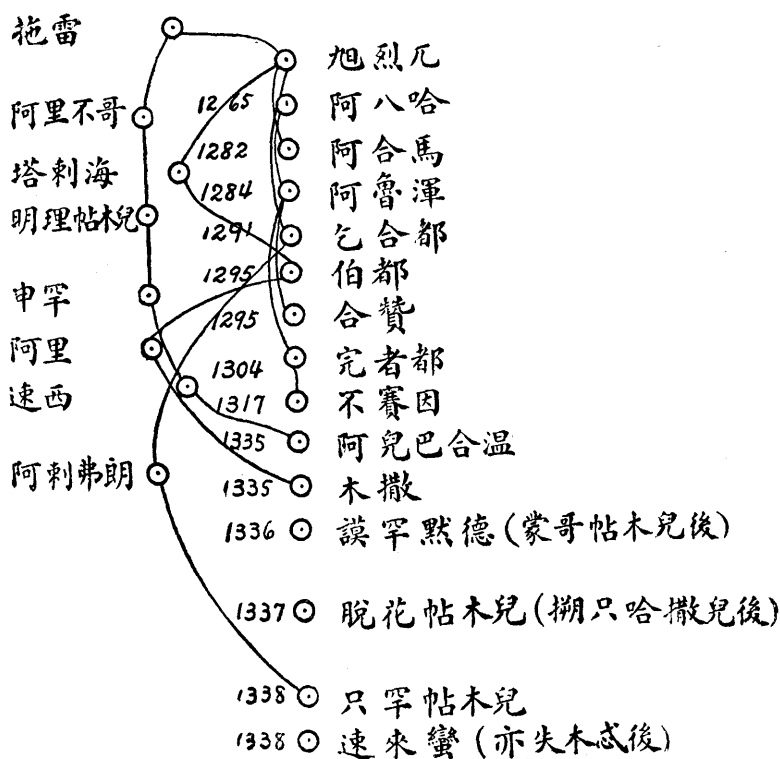 拖雷
旭烈兀
1265 阿八哈
阿里不哥
1282 阿合馬
塔剌海
1284 阿魯渾
明理帖木兒
1291 乞合都
1295 伯都
申罕
1295 合贊
阿里
1304 完者都
速西
1317 不賽因
1335 阿兒巴合温
阿剌弗朗
1335 木撒
1336 謨罕默德(蒙哥帖木兒後)
1337 脫花帖木兒(搠只哈撒兒後)
1338 只罕帖木兒
1338 速來蠻(亦失木忒後)